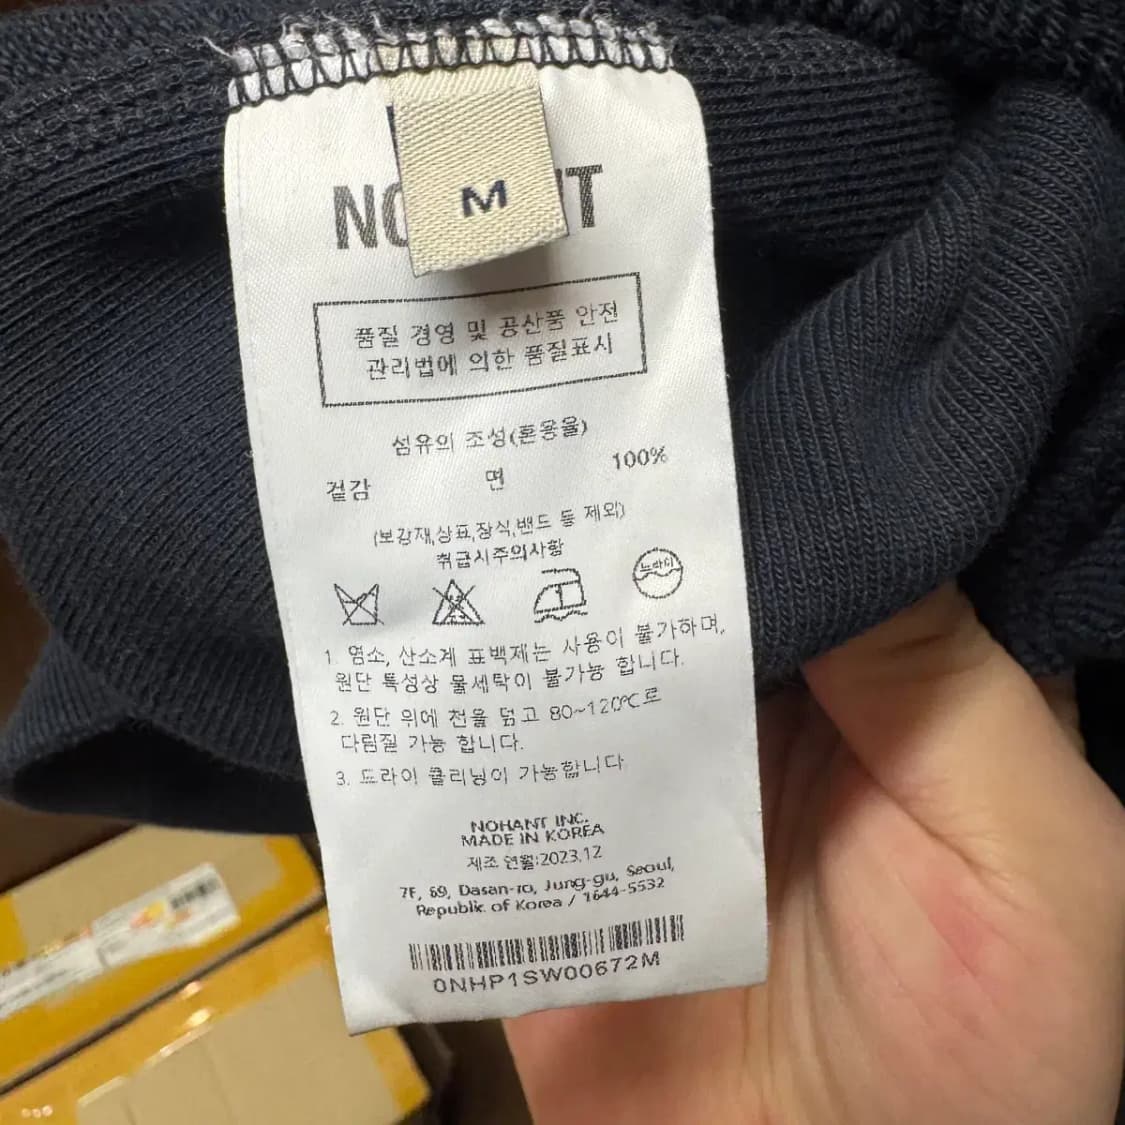 M
품질 경영 및 공산품 안전
관리법에 의한 품질표시
섬유의 조성(혼용율)
겉감 면 100%
(보강재,상표,장식,밴드 등 제외)
취급시주의사항
드라이
1. 염소, 산소계 표백제는 사용이 불가하며,
원단 특성상 물세탁이 불가능 합니다.
2. 원단 위에 천을 덮고 80~120℃로
다림질 가능 합니다.
3. 드라이 클리닝이 가능합니다
NOHANT INC.
MADE IN KOREA
제조 연월:2023.12
7F, 69, Dasan-ro, Jung-gu, Seoul,
Republic of Korea / 1644-5532
0NHP1SW00672M